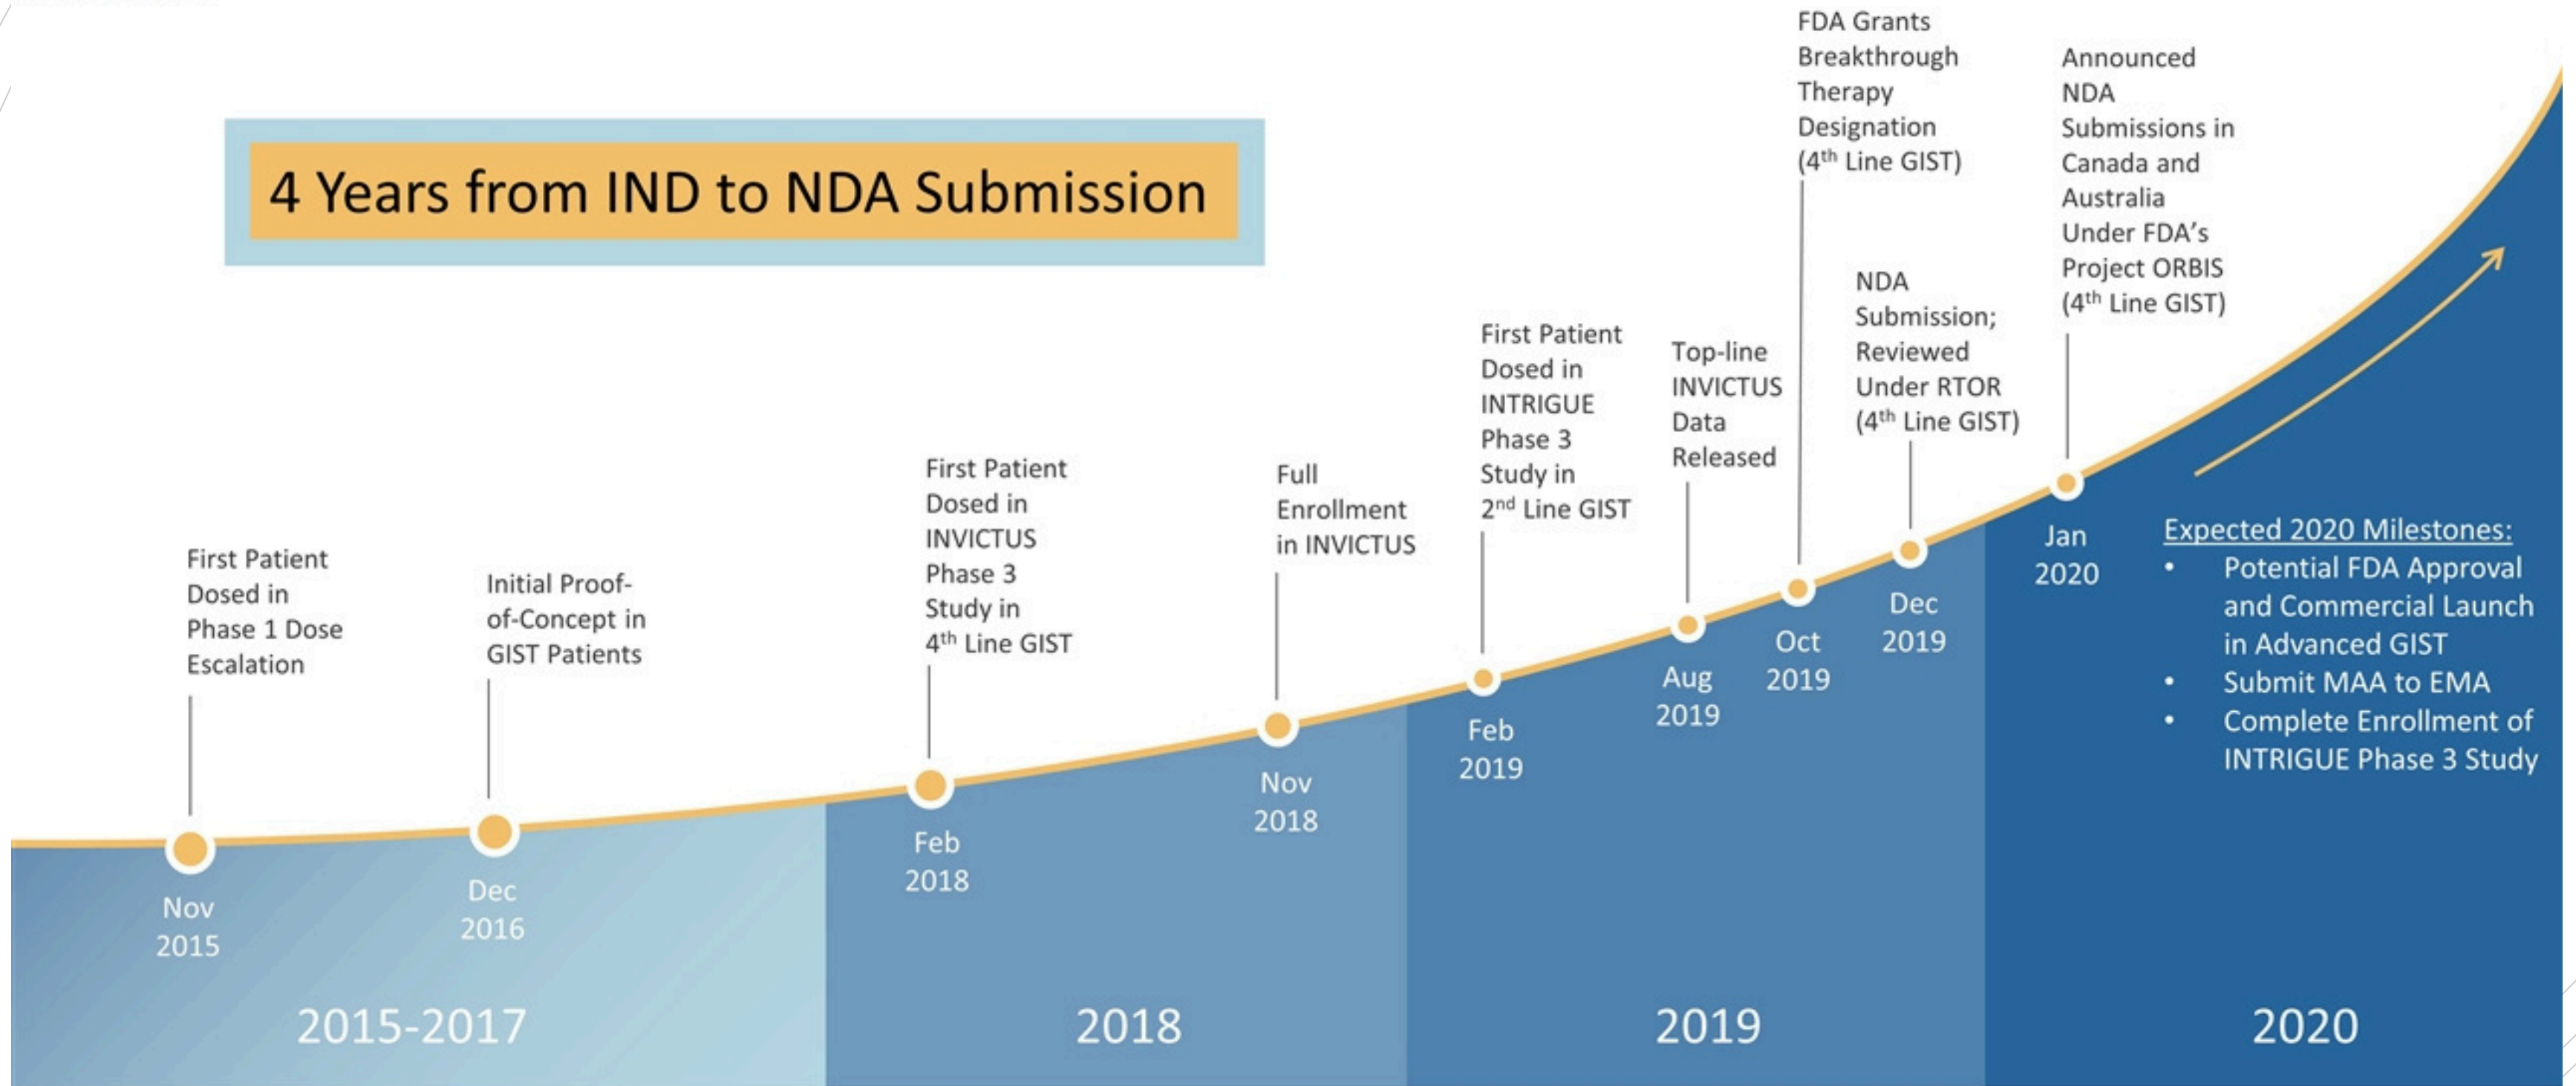 4 Years from IND to NDA Submission
First Patient
Dosed in
Phase 1 Dose
Escalation
Nov
2015
Initial Proof-
of-Concept in
GIST Patients
Dec
2016
First Patient
Dosed in
INVICTUS
Phase 3
Study in
4th Line GIST
Feb
2018
Full
Enrollment
in INVICTUS
Nov
2018
First Patient
Dosed in
INTRIGUE
Phase 3
Study in
2nd Line GIST
Feb
2019
Top-line
INVICTUS
Data
Released
Aug
2019
FDA Grants
Breakthrough
Therapy
Designation
(4th Line GIST)
Oct
2019
NDA
Submission;
Reviewed
Under RTOR
(4th Line GIST)
Dec
2019
Announced
NDA
Submissions in
Canada and
Australia
Under FDA's
Project ORBIS
(4th Line GIST)
Jan
2020
Expected 2020 Milestones:
• Potential FDA Approval
and Commercial Launch
in Advanced GIST
• Submit MAA to EMA
• Complete Enrollment of
INTRIGUE Phase 3 Study
2015-2017
2018
2019
2020